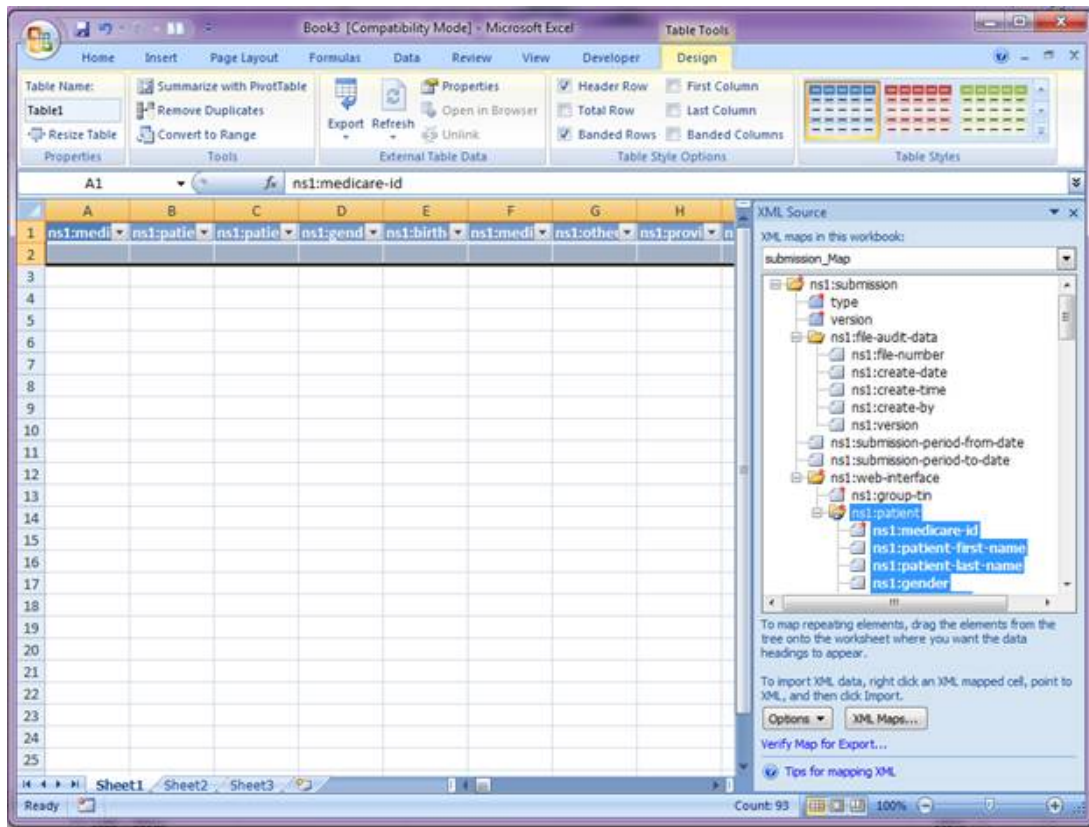 Book3 [Compatibility Mode] - Microsoft Excel
Table Tools
Home Insert Page Layout Formulas Data Review View Developer Design
Table Name:
Table1
Resize Table
Properties
Summarize with PivotTable
Remove Duplicates
Convert to Range
Tools
Export
Refresh
Properties
Open in Browser
Unlink
External Table Data
Header Row
First Column
Total Row
Last Column
Banded Rows
Banded Columns
Table Style Options
Table Styles
A1
fx
ns1:medicare-id
A B C D E F G H
1 ns1:medi ns1:patie ns1:patie ns1:gend ns1:birth ns1:medi ns1:other ns1:provi n
2
3
4
5
6
7
8
9
10
11
12
13
14
15
16
17
18
19
20
21
22
23
24
25
XML Source
XML maps in this workbook:
submission_Map
ns1:submission
type
version
ns1:file-audit-data
ns1:file-number
ns1:create-date
ns1:create-time
ns1:create-by
ns1:version
ns1:submission-period-from-date
ns1:submission-period-to-date
ns1:web-interface
ns1:group-tin
ns1:patient
ns1:medicare-id
ns1:patient-first-name
ns1:patient-last-name
ns1:gender
To map repeating elements, drag the elements from the
tree onto the worksheet where you want the data
headings to appear.
To import XML data, right click an XML mapped cell, point to
XML, and then click Import.
Options
XML Maps...
Verify Map for Export...
Tips for mapping XML
Sheet1 Sheet2 Sheet3
Ready
Count: 93
100%